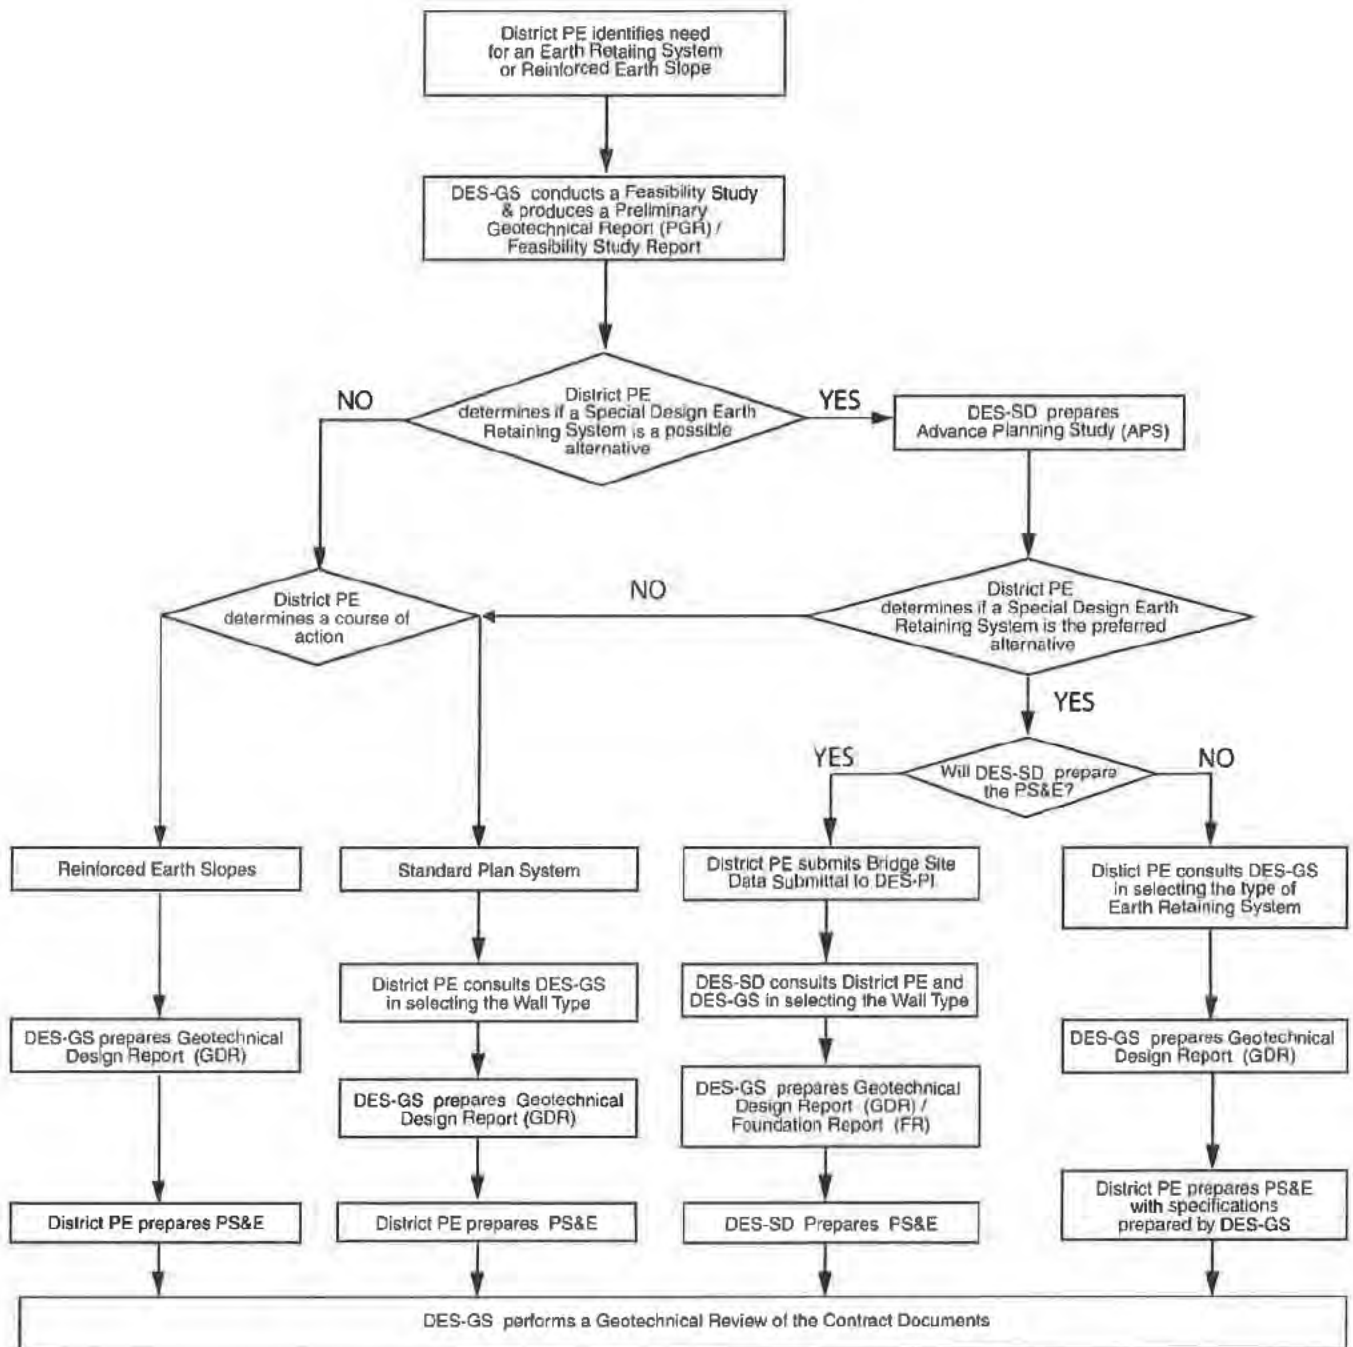 District PE identifies need
for an Earth Retailng System
or Reinforced Earth Slope
DES-GS conducts a Feasibility Study
& produces a Preliminary
Geotechnical Report (PGR) /
Feasibility Study Report
NO
District PE
determines if a Special Design Earth
Retaining System is a possible
alternative
YES
DES-SD prepares
Advance Planning Study (APS)
District PE
determines a course of
action
NO
District PE
determines if a Special Design Earth
Retaining System is the preferred
alternative
YES
YES
Will DES-SD prepare
the PS&E?
NO
Reinforced Earth Slopes
Standard Plan System
District PE submits Bridge Site
Data Submittal to DES-PI
Distict PE consults DES-GS
in selecting the type of
Earth Retaining System
District PE consults DES-GS
in selecting the Wall Type
DES-SD consults District PE and
DES-GS in selecting the Wall Type
DES-GS prepares Geotechnical
Design Report (GDR)
DES-GS prepares Geotechnical
Design Report (GDR)
DES-GS prepares Geotechnical
Design Report (GDR) /
Foundation Report (FR)
DES-GS prepares Geotechnical
Design Report (GDR)
District PE prepares PS&E
District PE prepares PS&E
DES-SD Prepares PS&E
District PE prepares PS&E
with specifications
prepared by DES-GS
DES-GS performs a Geotechnical Review of the Contract Documents